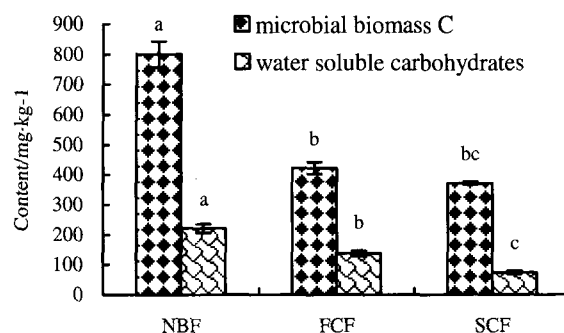 900
800
700
600
500
400
300
200
100
0
Content/mg·kg-1
microbial biomass C
water soluble carbohydrates
a
a
b
b
bc
c
NBF
FCF
SCF